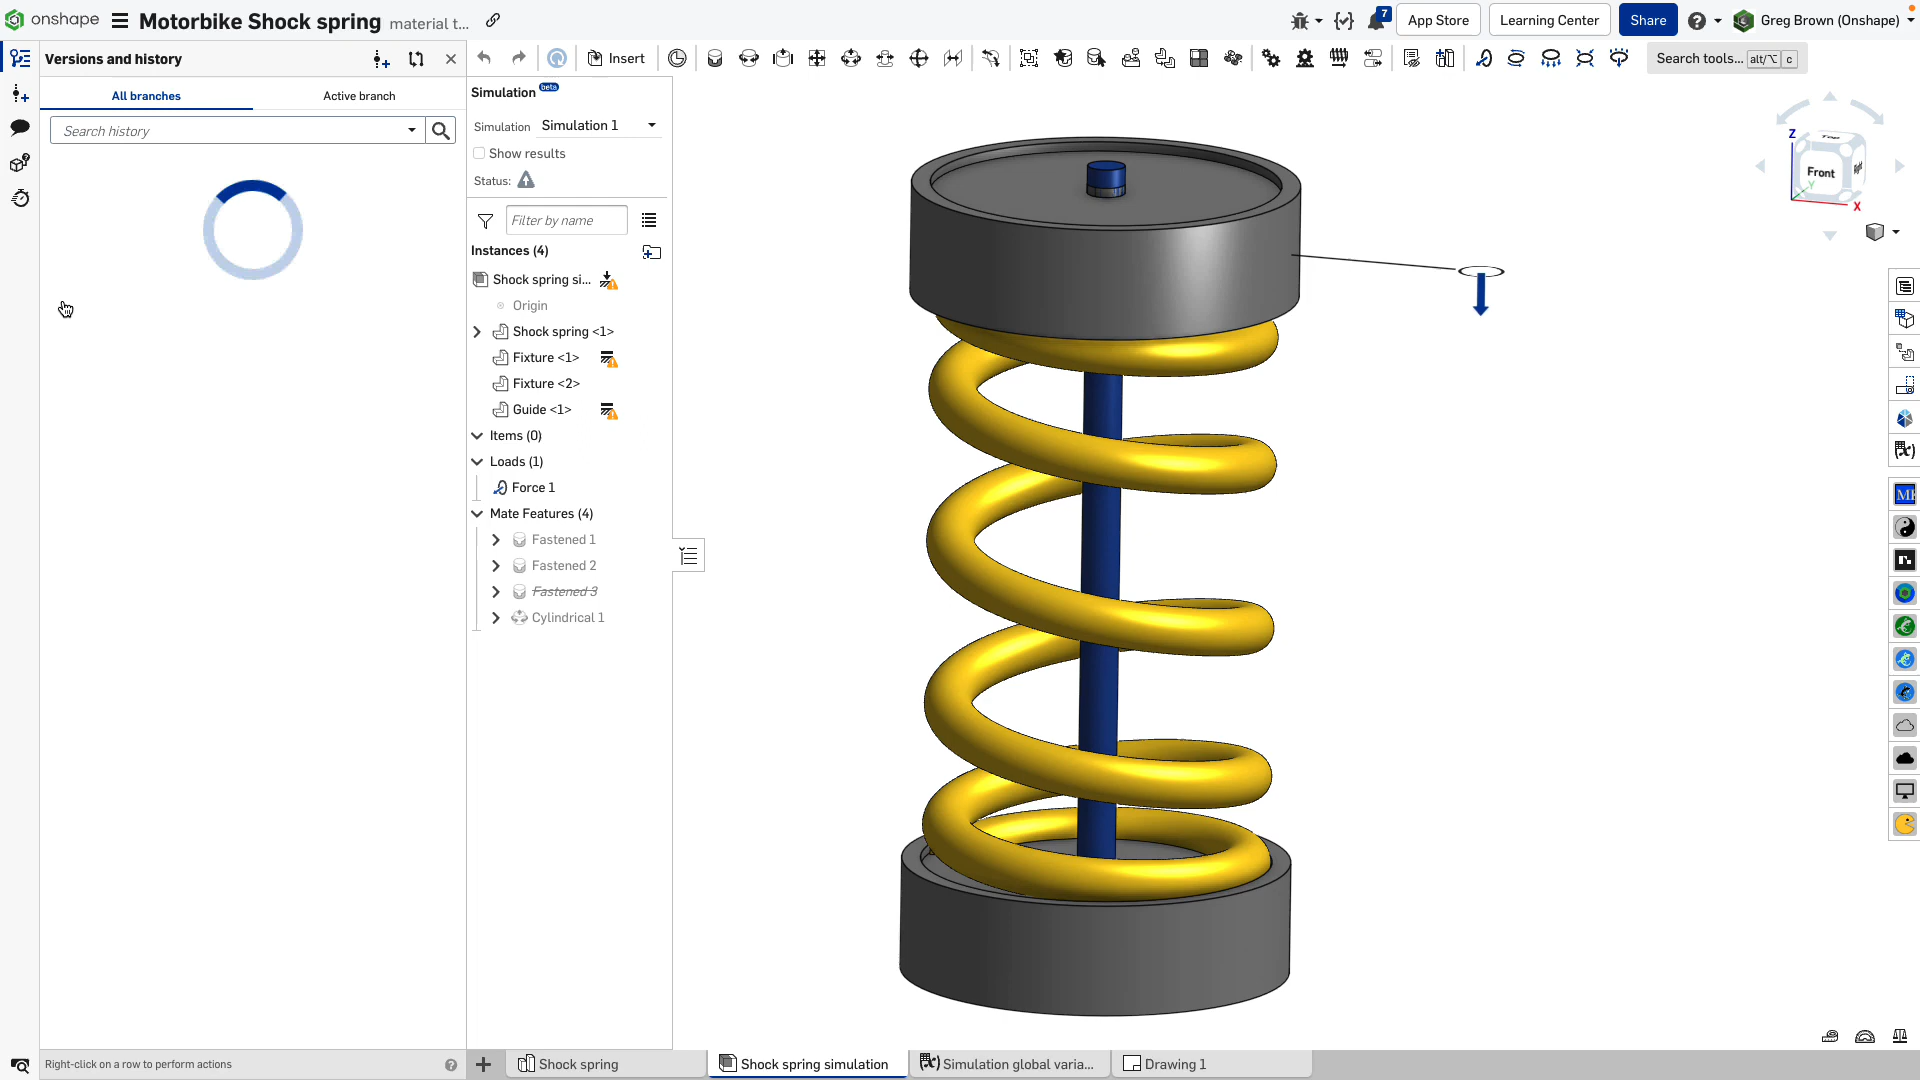 onshape
Motorbike Shock spring
material t...
7
App Store
Learning Center
Share
Greg Brown (Onshape)
Versions and history
Insert
Search tools...
alt/⌥
c
All branches
Active branch
Search history
Simulation beta
Simulation
Simulation 1
Show results
Status:
Filter by name
Instances (4)
Shock spring si...
Origin
Shock spring <1>
Fixture <1>
Fixture <2>
Guide <1>
Items (0)
Loads (1)
Force 1
Mate Features (4)
Fastened 1
Fastened 2
Fastened 3
Cylindrical 1
Z
Top
Front
Y
X
(x)
Right-click on a row to perform actions
Shock spring
Shock spring simulation
Simulation global varia...
Drawing 1